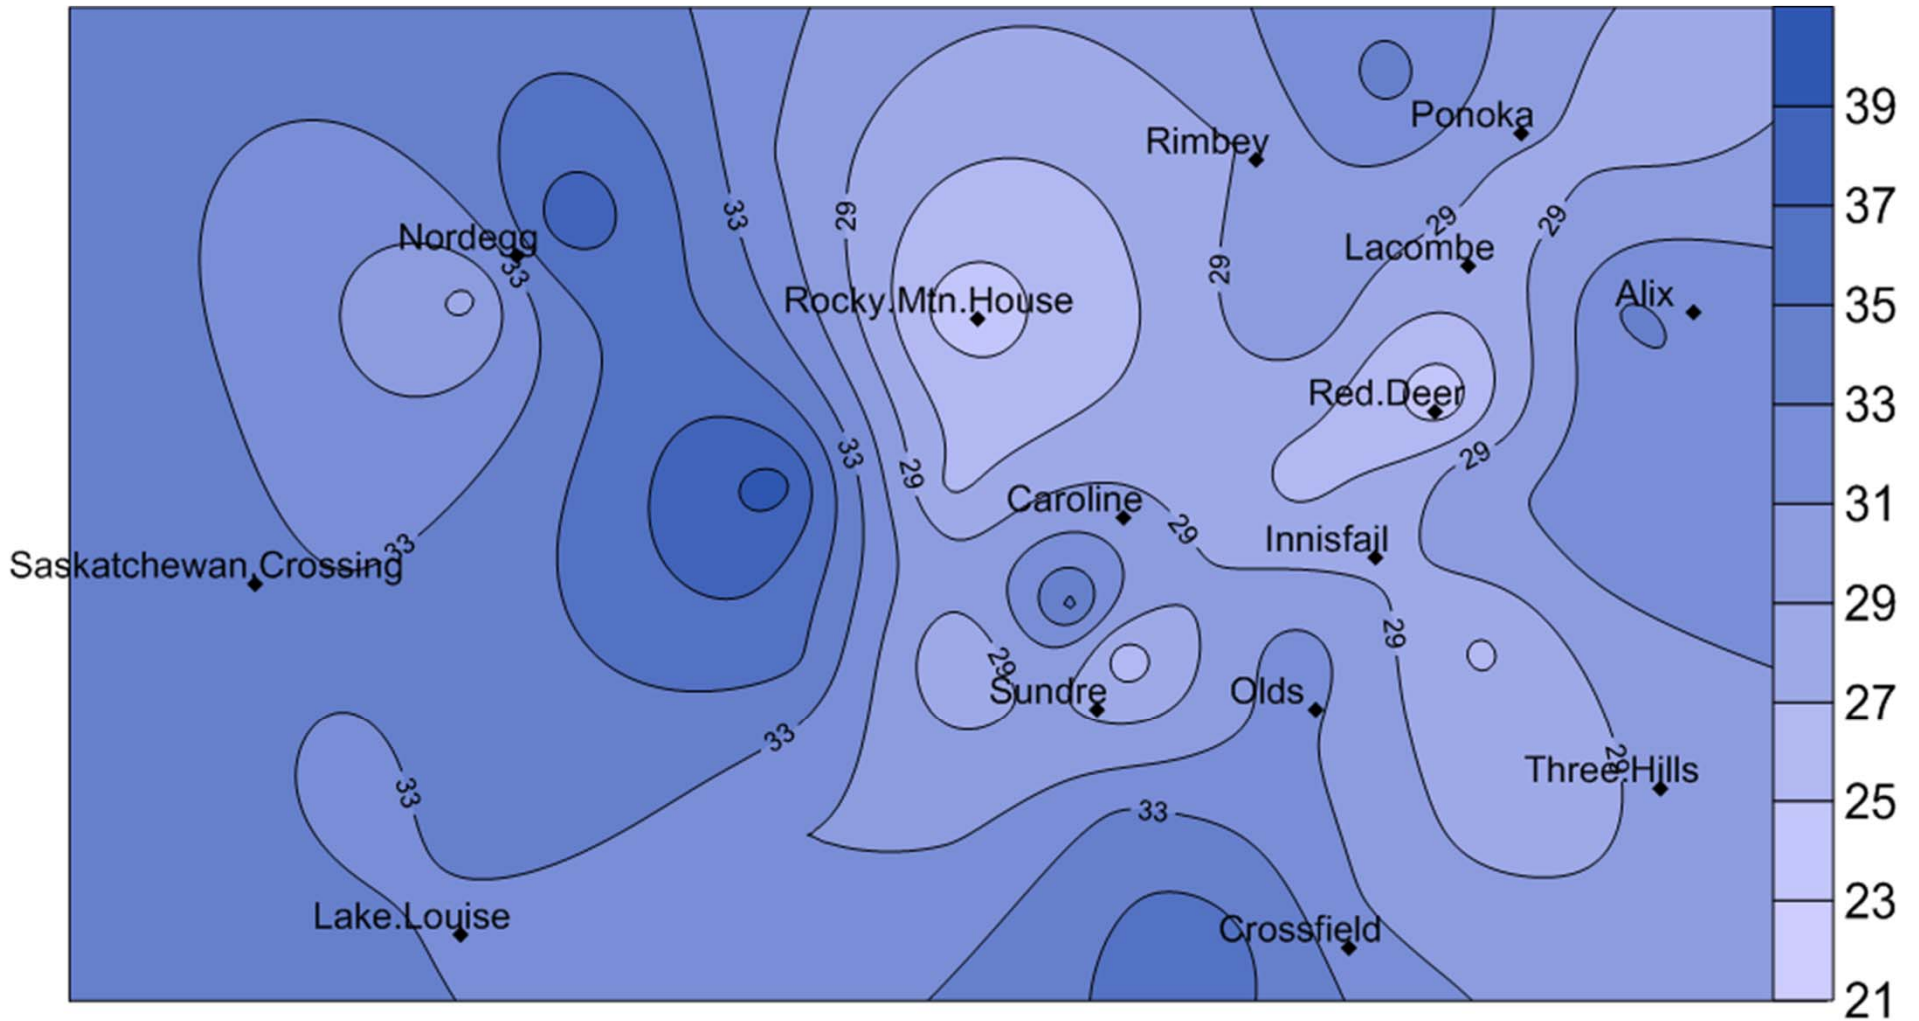 39
Ponoka
Rimbey
37
33
29
29
29
Nordegg
Lacombe
29
33
35
Alix
Rocky.Mtn.House
Red.Deer
33
33
29
29
Caroline
31
29
Innisfail
33
Saskatchewan.Crossing
29
29
29
Sundre
Olds
27
33
29
Three.Hills
33
33
25
23
Lake.Louise
Crossfield
21